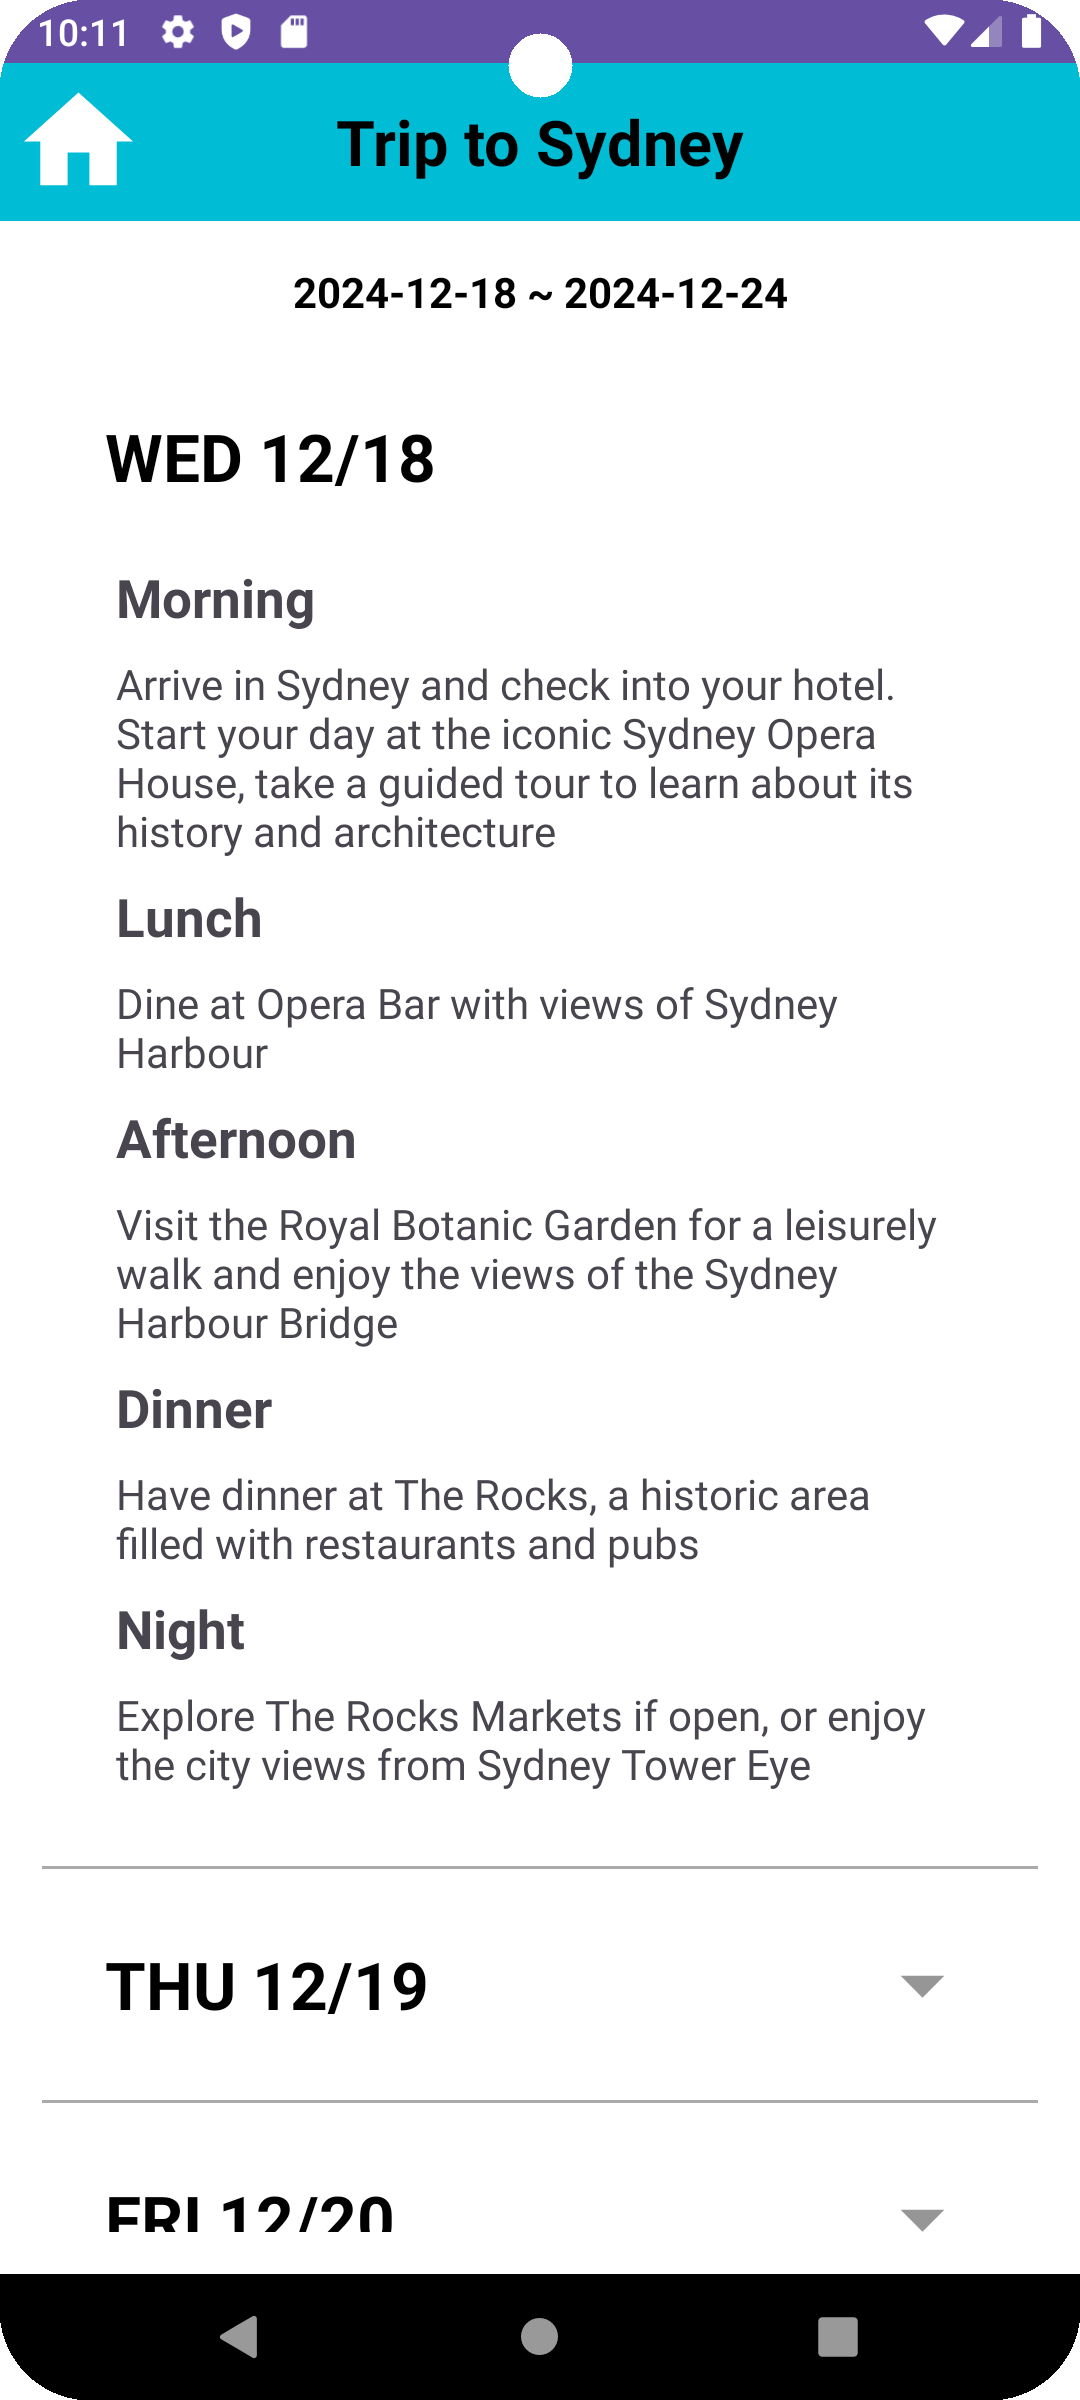 10:11
Trip to Sydney
2024-12-18 ~ 2024-12-24
WED 12/18
Morning
Arrive in Sydney and check into your hotel.
Start your day at the iconic Sydney Opera
House, take a guided tour to learn about its
history and architecture
Lunch
Dine at Opera Bar with views of Sydney
Harbour
Afternoon
Visit the Royal Botanic Garden for a leisurely
walk and enjoy the views of the Sydney
Harbour Bridge
Dinner
Have dinner at The Rocks, a historic area
filled with restaurants and pubs
Night
Explore The Rocks Markets if open, or enjoy
the city views from Sydney Tower Eye
THU 12/19
FRI 12/20